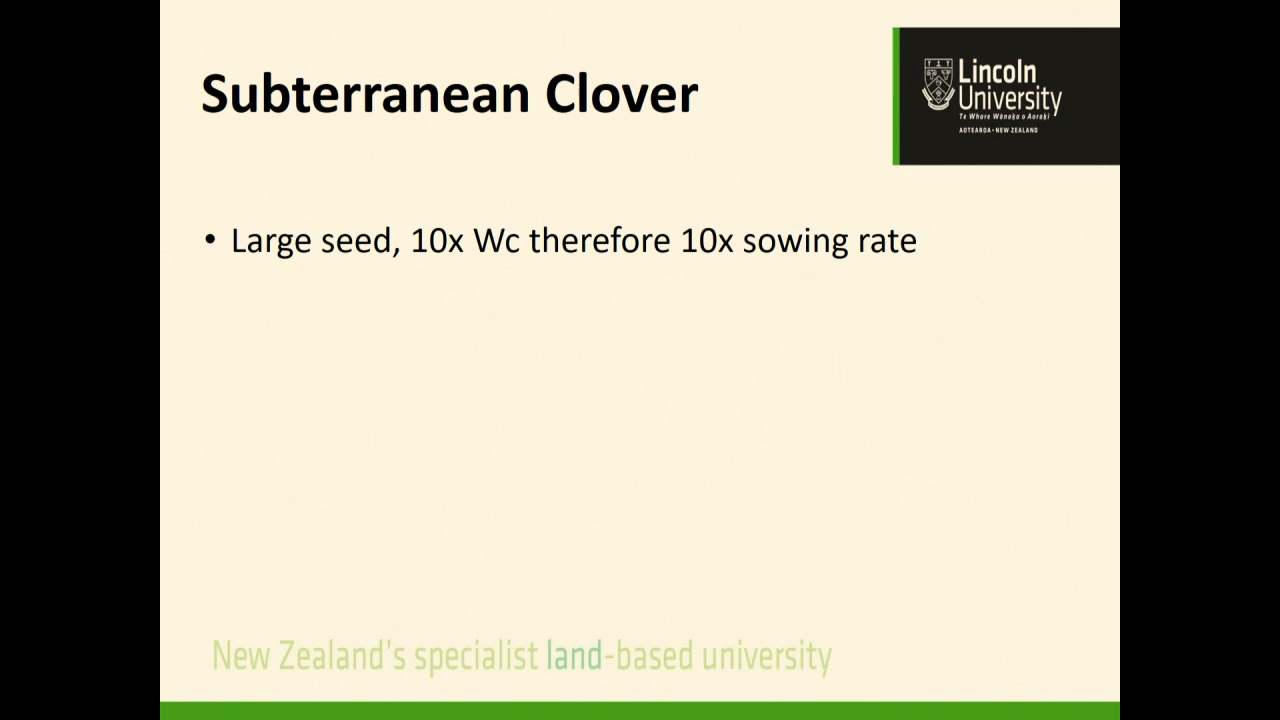 Subterranean Clover
Lincoln
University
Te Whare Wānaka o Aoraki
AOTEAROA • NEW ZEALAND
• Large seed, 10x Wc therefore 10x sowing rate
New Zealand's specialist land-based university